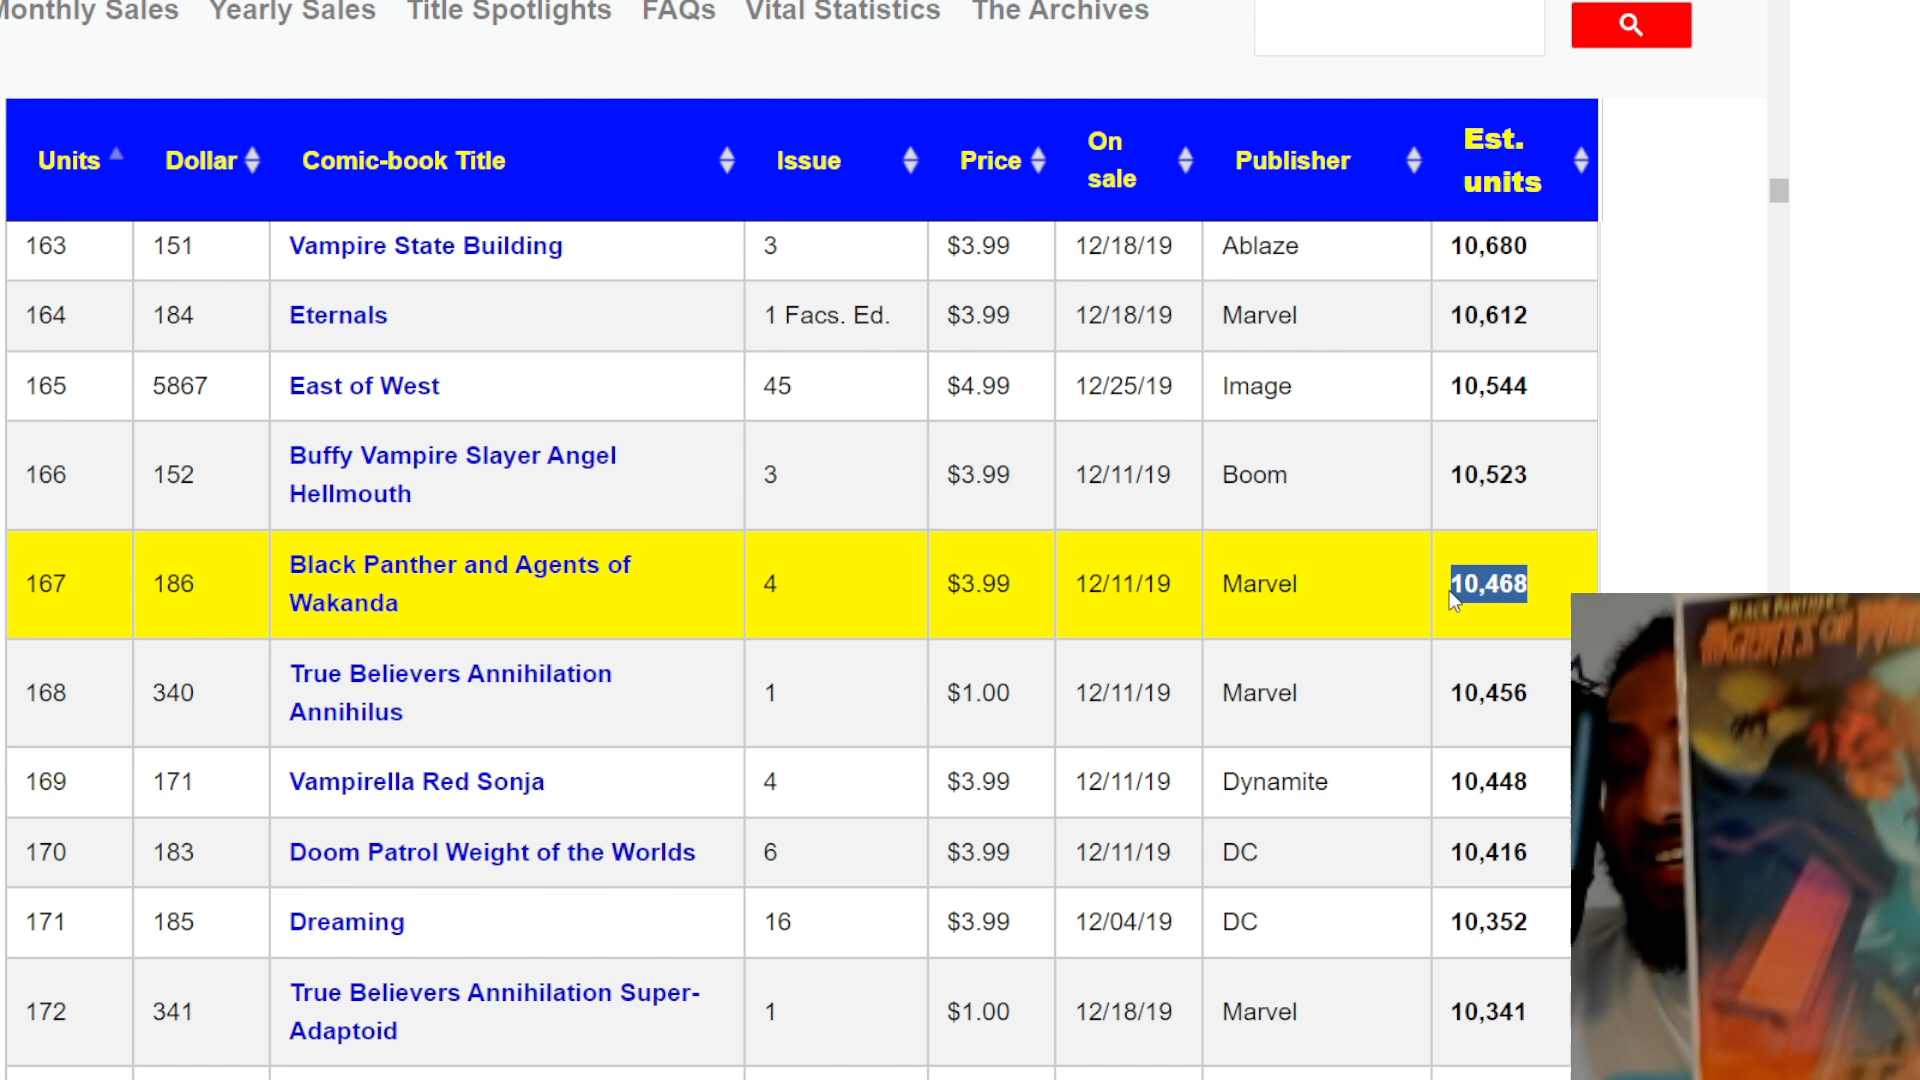 Monthly Sales Yearly Sales Title Spotlights FAQs Vital Statistics The Archives
Units Dollar Comic-book Title Issue Price On sale Publisher Est. units
163 151 Vampire State Building 3 $3.99 12/18/19 Ablaze 10,680
164 184 Eternals 1 Facs. Ed. $3.99 12/18/19 Marvel 10,612
165 5867 East of West 45 $4.99 12/25/19 Image 10,544
166 152 Buffy Vampire Slayer Angel Hellmouth 3 $3.99 12/11/19 Boom 10,523
167 186 Black Panther and Agents of Wakanda 4 $3.99 12/11/19 Marvel 10,468
168 340 True Believers Annihilation Annihilus 1 $1.00 12/11/19 Marvel 10,456
169 171 Vampirella Red Sonja 4 $3.99 12/11/19 Dynamite 10,448
170 183 Doom Patrol Weight of the Worlds 6 $3.99 12/11/19 DC 10,416
171 185 Dreaming 16 $3.99 12/04/19 DC 10,352
172 341 True Believers Annihilation Super-Adaptoid 1 $1.00 12/18/19 Marvel 10,341
BLACK PANTHER
AGENTS OF